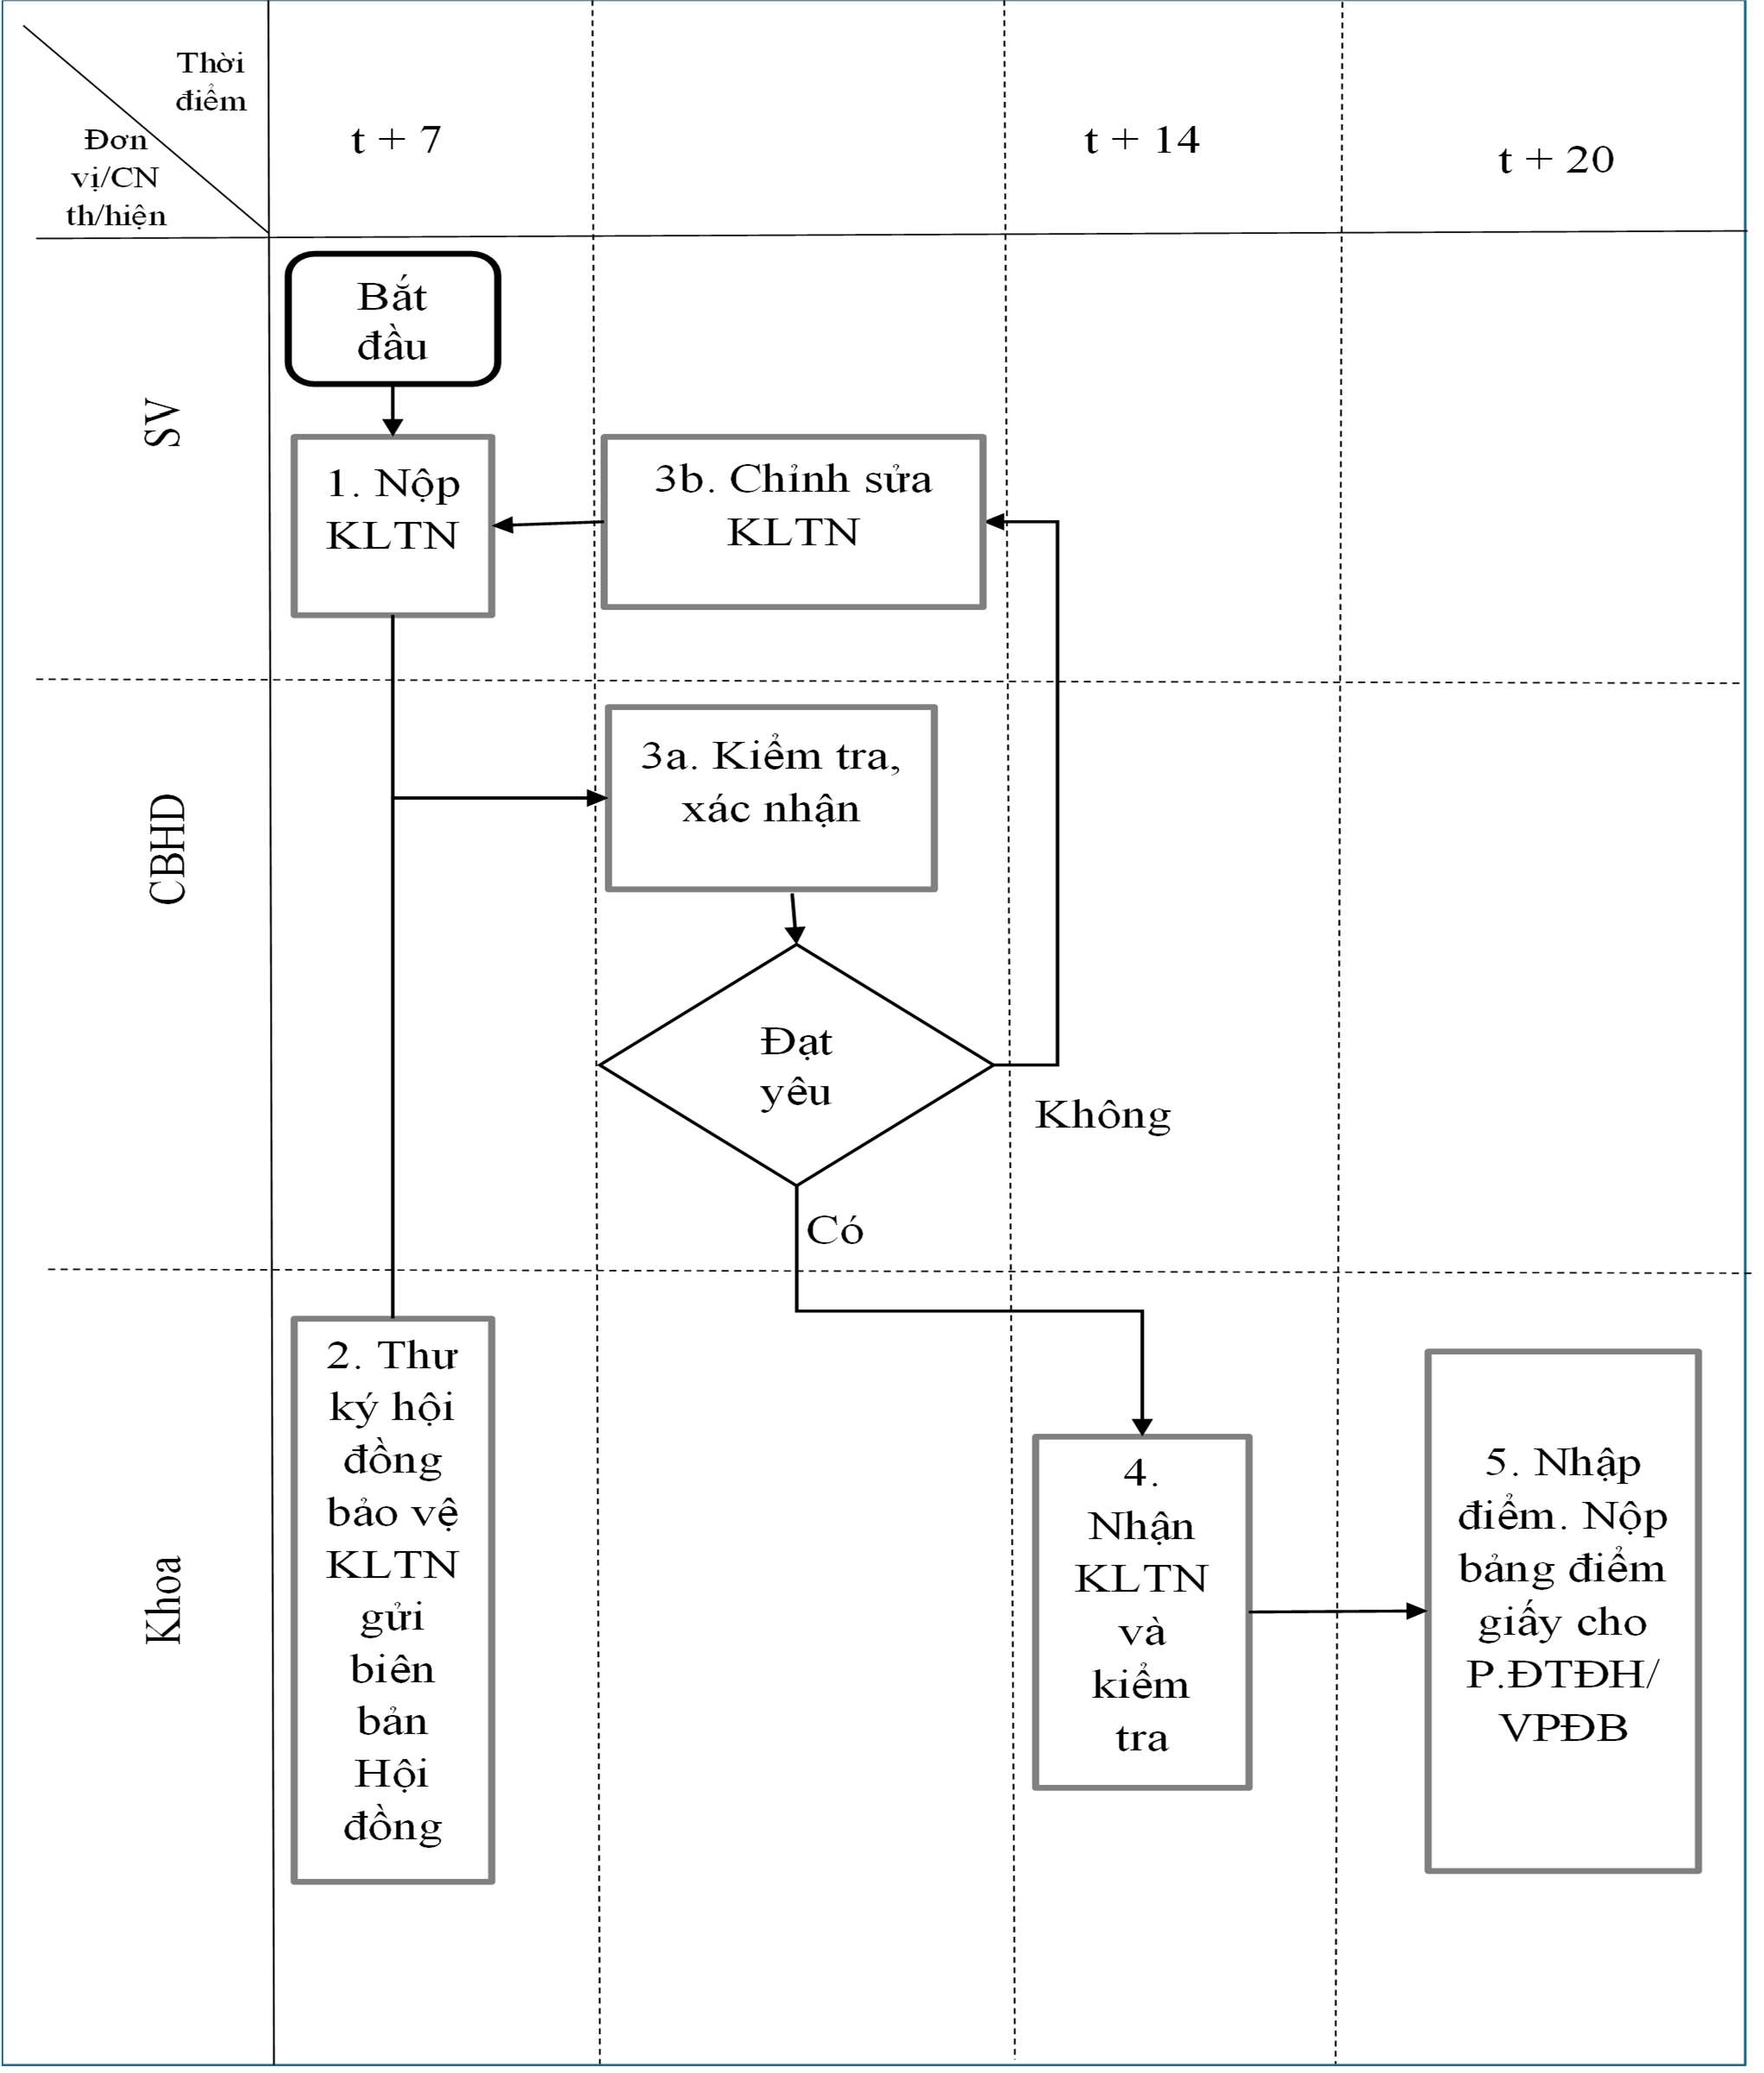 Thời
điểm
Đơn
vị/CN
th/hiện
t + 7
t + 14
t + 20
SV
Bắt
đầu
1. Nộp
KLTN
3b. Chỉnh sửa
KLTN
CBHD
3a. Kiểm tra,
xác nhận
Đạt
yêu
Không
Có
Khoa
2. Thư
ký hội
đồng
bảo vệ
KLTN
gửi
biên
bản
Hội
đồng
4.
Nhận
KLTN
và
kiểm
tra
5. Nhập
điểm. Nộp
bảng điểm
giấy cho
P.ĐTĐH/
VPĐB